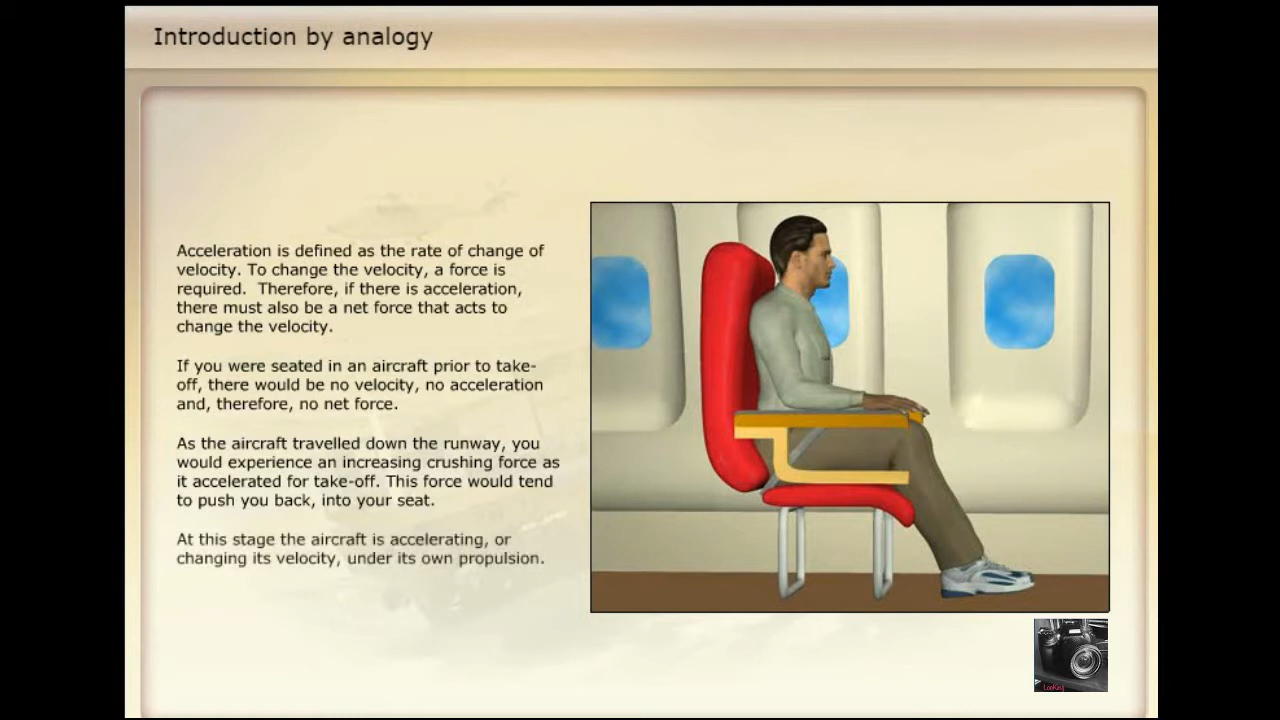 Introduction by analogy
Acceleration is defined as the rate of change of
velocity. To change the velocity, a force is
required.  Therefore, if there is acceleration,
there must also be a net force that acts to
change the velocity.
If you were seated in an aircraft prior to take-
off, there would be no velocity, no acceleration
and, therefore, no net force.
As the aircraft travelled down the runway, you
would experience an increasing crushing force as
it accelerated for take-off. This force would tend
to push you back, into your seat.
At this stage the aircraft is accelerating, or
changing its velocity, under its own propulsion.